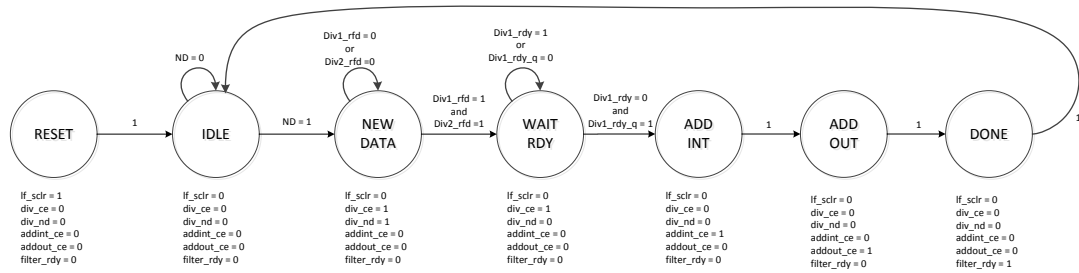 Div1_rfd = 0
or
Div2_rfd =0
Div1_rdy = 1
or
Div1_rdy_q = 0
ND = 0
Div1_rfd = 1
and
Div2_rfd =1
Div1_rdy = 0
and
Div1_rdy_q = 1
1
ND = 1
1
1
1
RESET
IDLE
NEW
DATA
WAIT
RDY
ADD
INT
ADD
OUT
DONE
lf_sclr = 1
div_ce = 0
div_nd = 0
addint_ce = 0
addout_ce = 0
filter_rdy = 0
lf_sclr = 0
div_ce = 0
div_nd = 0
addint_ce = 0
addout_ce = 0
filter_rdy = 0
lf_sclr = 0
div_ce = 1
div_nd = 1
addint_ce = 0
addout_ce = 0
filter_rdy = 0
lf_sclr = 0
div_ce = 1
div_nd = 0
addint_ce = 0
addout_ce = 0
filter_rdy = 0
lf_sclr = 0
div_ce = 0
div_nd = 0
addint_ce = 1
addout_ce = 0
filter_rdy = 0
lf_sclr = 0
div_ce = 0
div_nd = 0
addint_ce = 0
addout_ce = 1
filter_rdy = 0
lf_sclr = 0
div_ce = 0
div_nd = 0
addint_ce = 0
addout_ce = 0
filter_rdy = 1